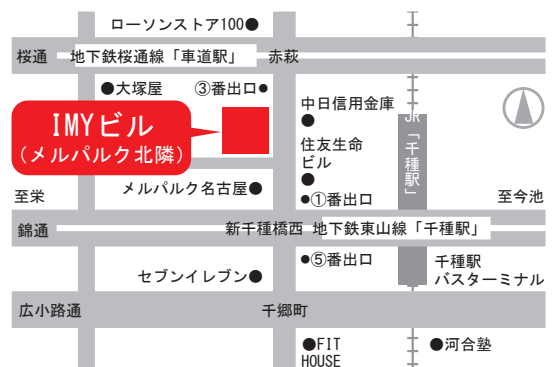 ローソンストア100●
桜通
地下鉄桜通線「車道駅」
赤萩
●大塚屋
③番出口●
中日信用金庫
●
IMYビル
(メルパルク北隣)
JR「千種駅」
住友生命
ビル
●
メルパルク名古屋●
●①番出口
至栄
至今池
錦通
新千種橋西
地下鉄東山線「千種駅」
●⑤番出口
千種駅
バスターミナル
セブンイレブン●
広小路通
千郷町
●FIT
HOUSE
●河合塾